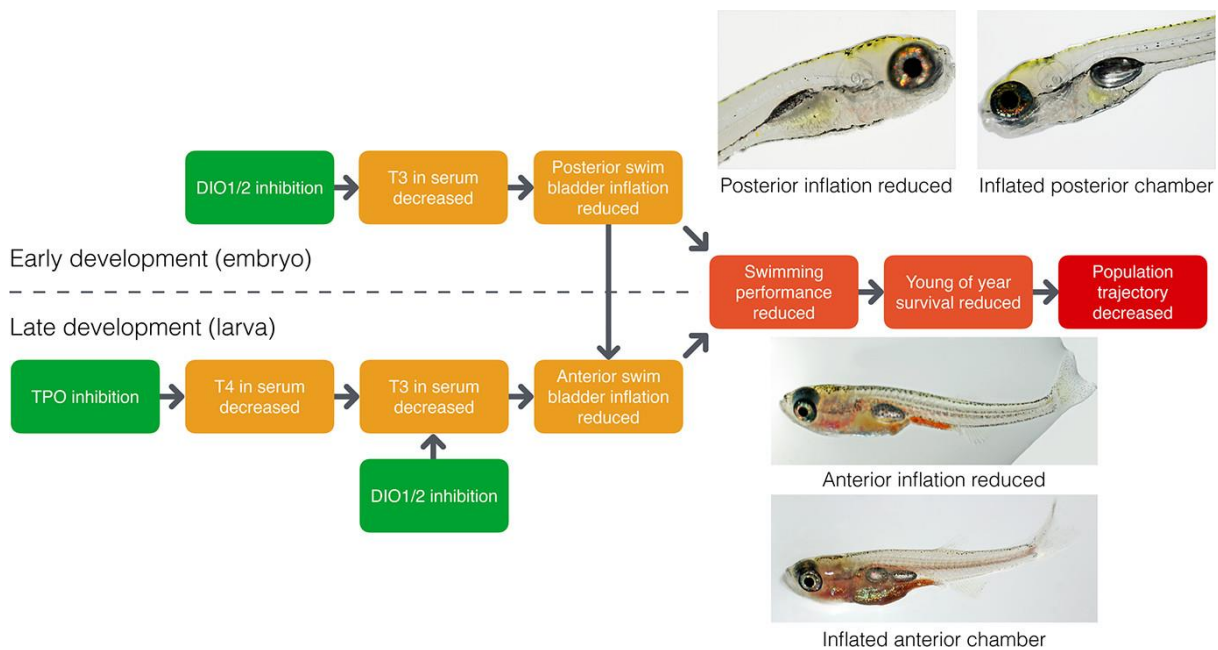 Posterior inflation reduced
Inflated posterior chamber
DIO1/2 inhibition
T3 in serum
decreased
Posterior swim
bladder inflation
reduced
Early development (embryo)
Late development (larva)
Swimming
performance
reduced
Young of year
survival reduced
Population
trajectory
decreased
TPO inhibition
T4 in serum
decreased
T3 in serum
decreased
Anterior swim
bladder inflation
reduced
DIO1/2 inhibition
Anterior inflation reduced
Inflated anterior chamber